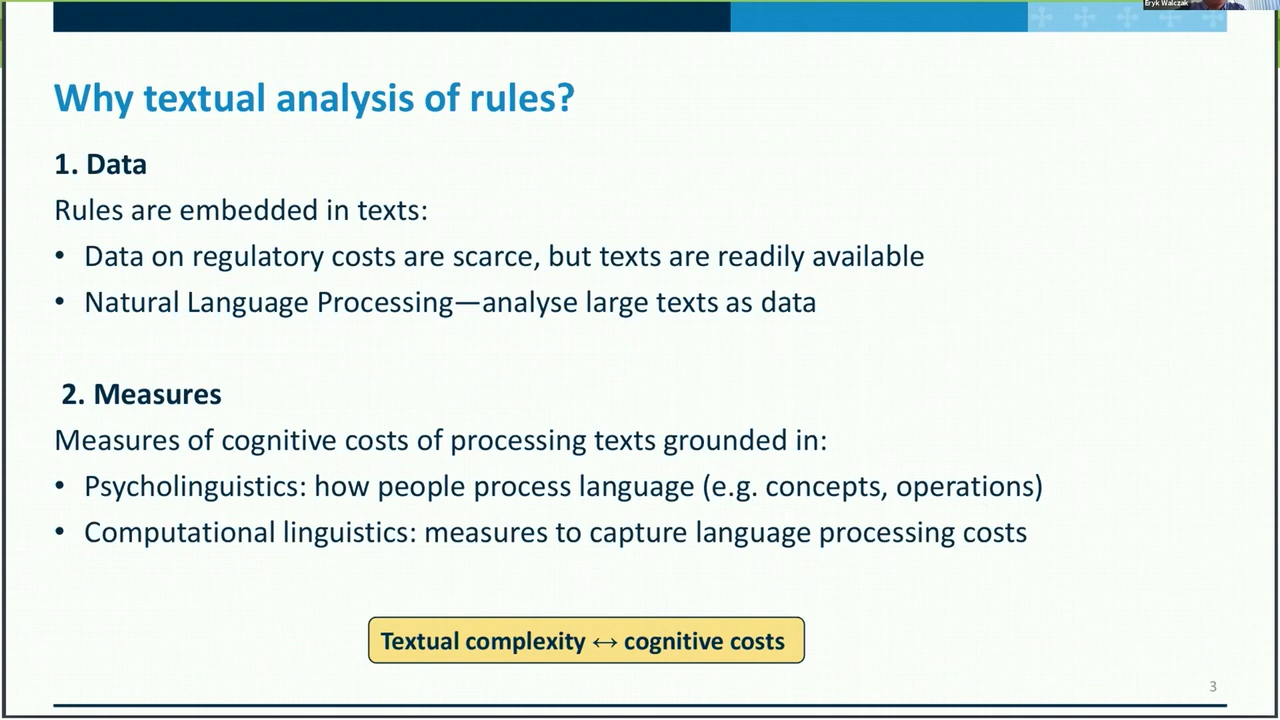 Eryk Walczak
Why textual analysis of rules?
1. Data
Rules are embedded in texts:
• Data on regulatory costs are scarce, but texts are readily available
• Natural Language Processing—analyse large texts as data
2. Measures
Measures of cognitive costs of processing texts grounded in:
• Psycholinguistics: how people process language (e.g. concepts, operations)
• Computational linguistics: measures to capture language processing costs
Textual complexity ↔ cognitive costs
3